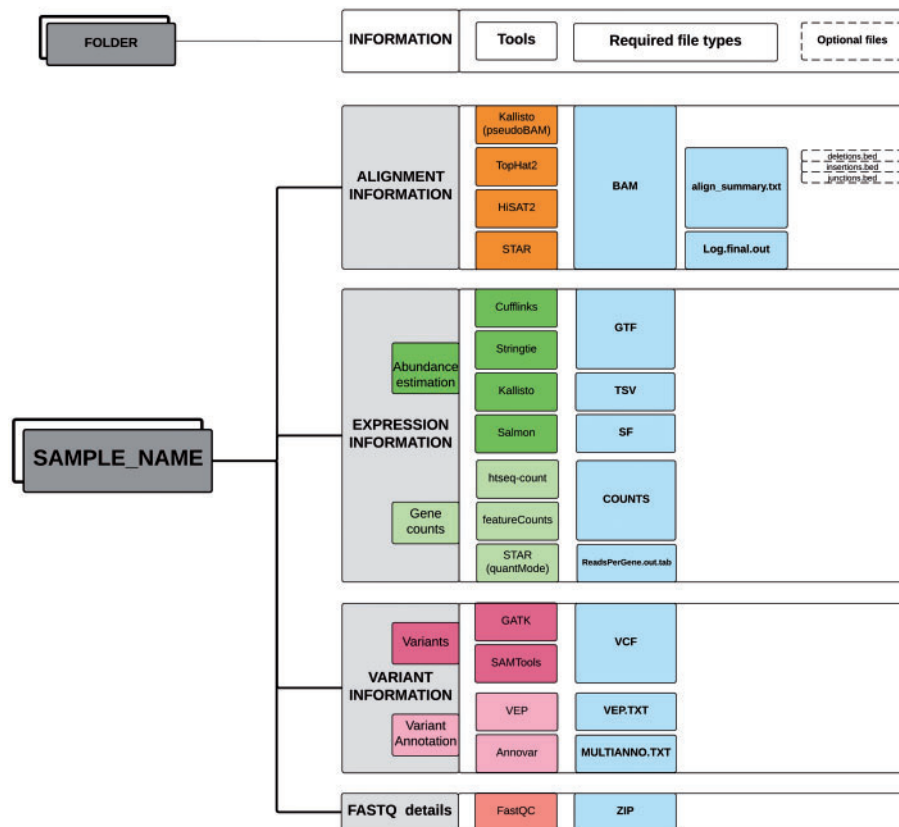 FOLDER
INFORMATION
Tools
Required file types
Optional files
ALIGNMENT
INFORMATION
Kallisto
(pseudoBAM)
TopHat2
HiSAT2
STAR
BAM
align_summary.txt
Log.final.out
deletions.bed
insertions.bed
junctions.bed
SAMPLE_NAME
EXPRESSION
INFORMATION
Abundance
estimation
Cufflinks
Stringtie
Kallisto
Salmon
GTF
TSV
SF
Gene
counts
htseq-count
featureCounts
STAR
(quantMode)
COUNTS
ReadsPerGene.out.tab
VARIANT
INFORMATION
Variants
GATK
SAMTools
VCF
Variant
Annotation
VEP
Annovar
VEP.TXT
MULTIANNO.TXT
FASTQ details
FastQC
ZIP